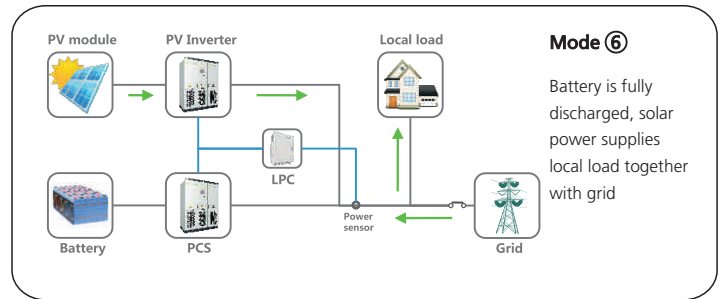 PV module
PV Inverter
Local load
Mode ⑥
Battery is fully
discharged, solar
power supplies
local load together
with grid
LPC
Power
sensor
Battery
PCS
Grid